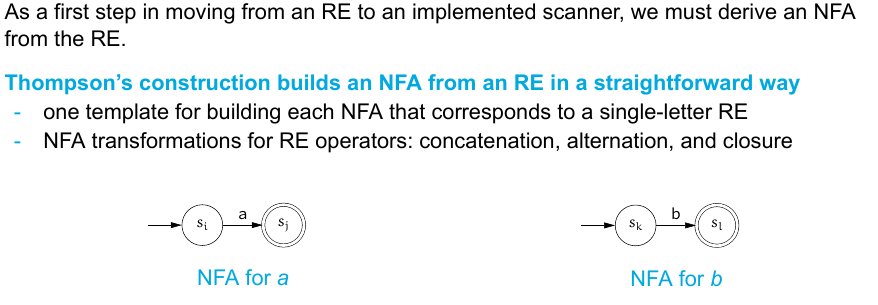 As a first step in moving from an RE to an implemented scanner, we must derive an NFA
from the RE.
Thompson's construction builds an NFA from an RE in a straightforward way
- one template for building each NFA that corresponds to a single-letter RE
- NFA transformations for RE operators: concatenation, alternation, and closure
s_i a s_j
s_k b s_l
NFA for a
NFA for b